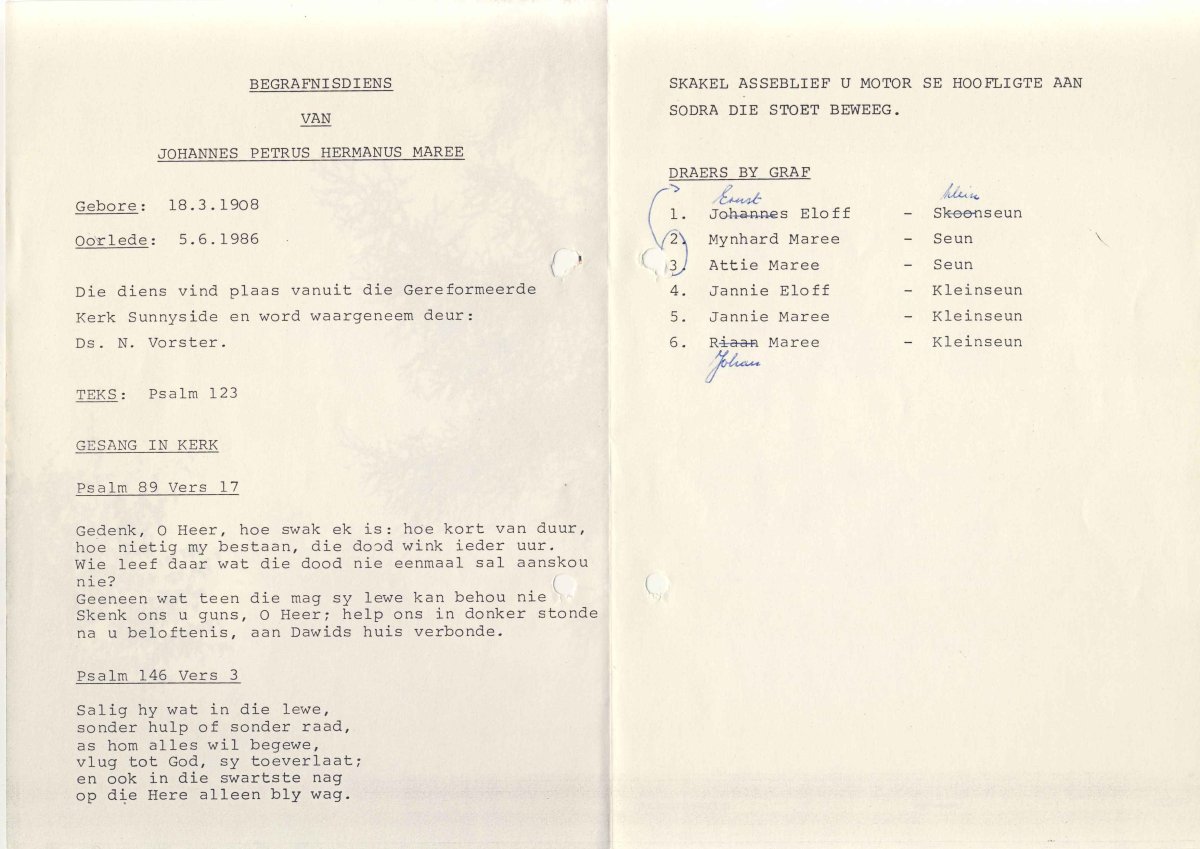 BEGRAFNISDIENS
VAN
JOHANNES PETRUS HERMANUS MAREE
Gebore: 18.3.1908
Oorlede: 5.6.1986
Die diens vind plaas vanuit die Gereformeerde
Kerk Sunnyside en word waargeneem deur:
Ds. N. Vorster.
TEKS: Psalm 123
GESANG IN KERK
Psalm 89 Vers 17
Gedenk, O Heer, hoe swak ek is: hoe kort van duur,
hoe nietig my bestaan, die dood wink ieder uur.
Wie leef daar wat die dood nie eenmaal sal aanskou
nie?
Geeneen wat teen die mag sy lewe kan behou nie
Skenk ons u guns, O Heer; help ons in donker stonde
na u beloftenis, aan Dawids huis verbonde.
Psalm 146 Vers 3
Salig hy wat in die lewe,
sonder hulp of sonder raad,
as hom alles wil begewe,
vlug tot God, sy toeverlaat;
en ook in die swartste nag
op die Here alleen bly wag.
SKAKEL ASSEBLIEF U MOTOR SE HOOFLIGTE AAN
SODRA DIE STOET BEWEEG.
DRAERS BY GRAF
Ernst klein
1. Johannes Eloff - Skoonseun
2. Mynhard Maree - Seun
3. Attie Maree - Seun
4. Jannie Eloff - Kleinseun
5. Jannie Maree - Kleinseun
6. Riaan Maree - Kleinseun
Johan